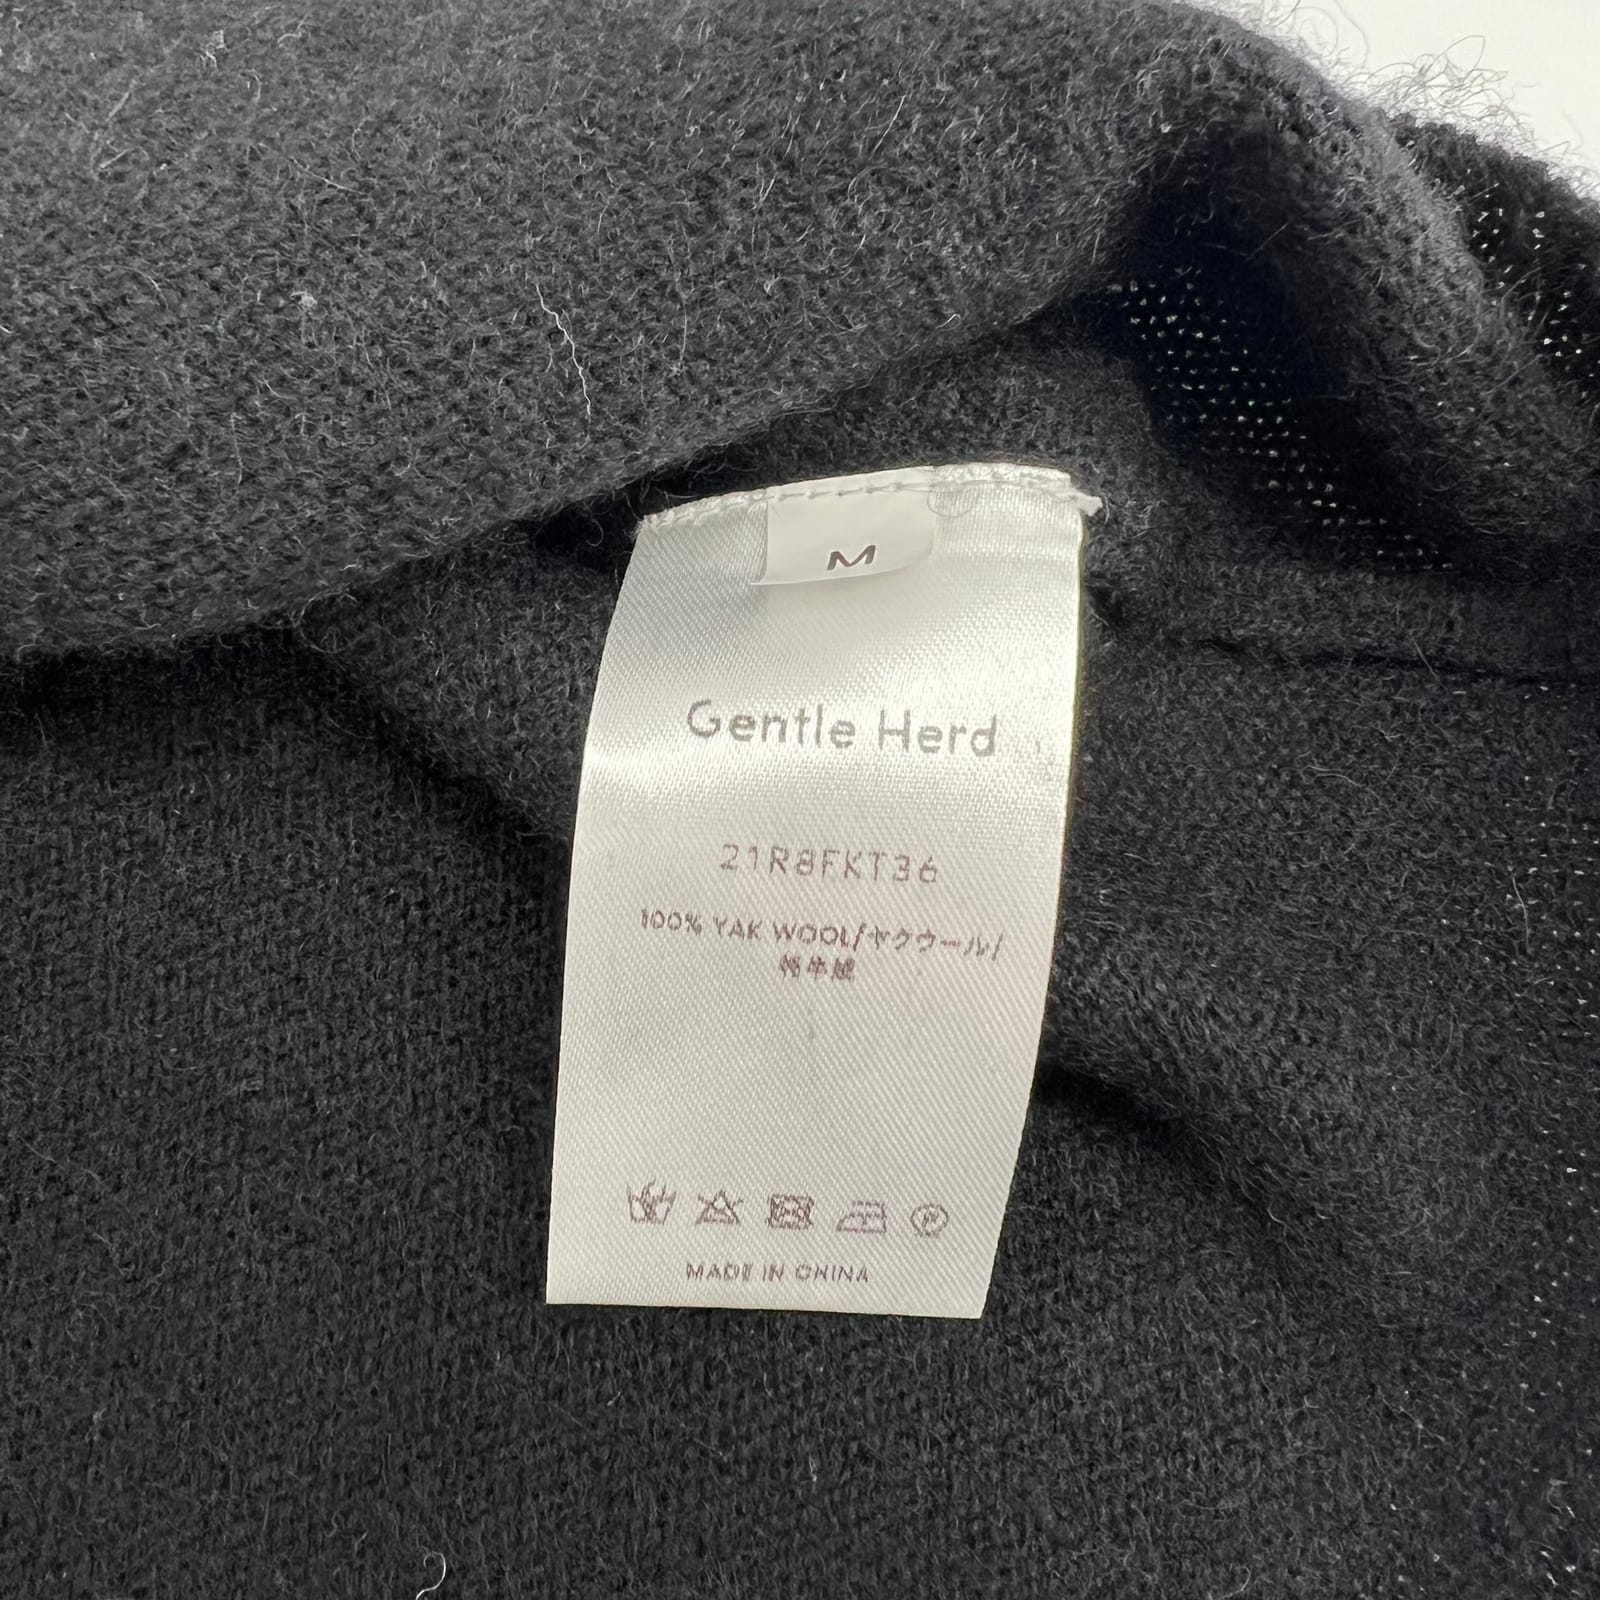 M
Gentle Herd
21R8FKT36
100% YAK WOOL/ヤクウール/
牦牛绒
MADE IN CHINA